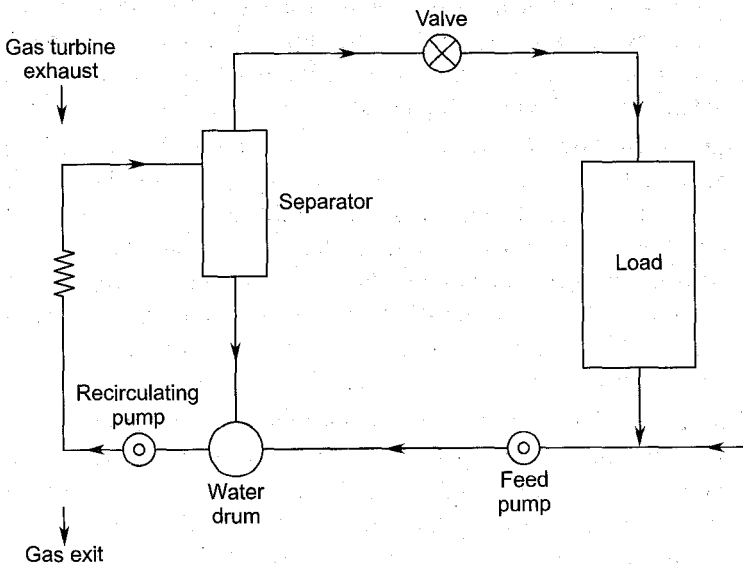 Valve
Gas turbine
exhaust
Separator
Load
Recirculating
pump
Water
drum
Feed
pump
Gas exit